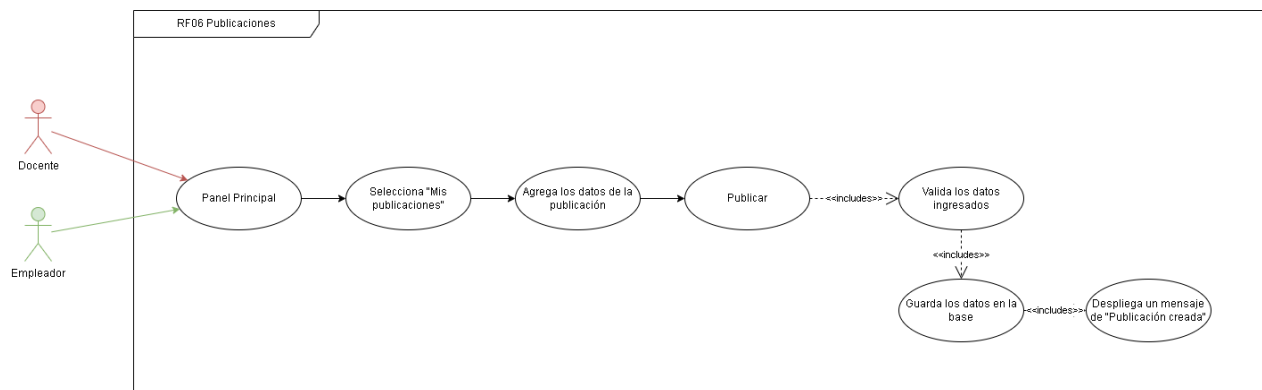 RF06 Publicaciones
Docente
Empleador
Panel Principal
Selecciona "Mis
publicaciones"
Agrega los datos de la
publicación
Publicar
<<includes>>
Valida los datos
ingresados
<<includes>>
Guarda los datos en la
base
<<includes>>
Despliega un mensaje
de "Publicación creada"